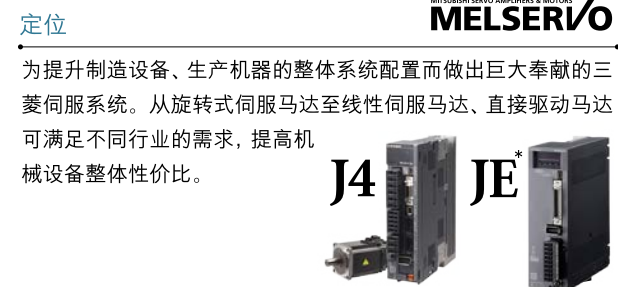 定位
MITSUBISHI SERVO AMPLIFIERS & MOTORS
MELSERVO
为提升制造设备、生产机器的整体系统配置而做出巨大奉献的三
菱伺服系统。从旋转式伺服马达至线性伺服马达、直接驱动马达
可满足不同行业的需求，提高机
械设备整体性价比。
J4
JE*